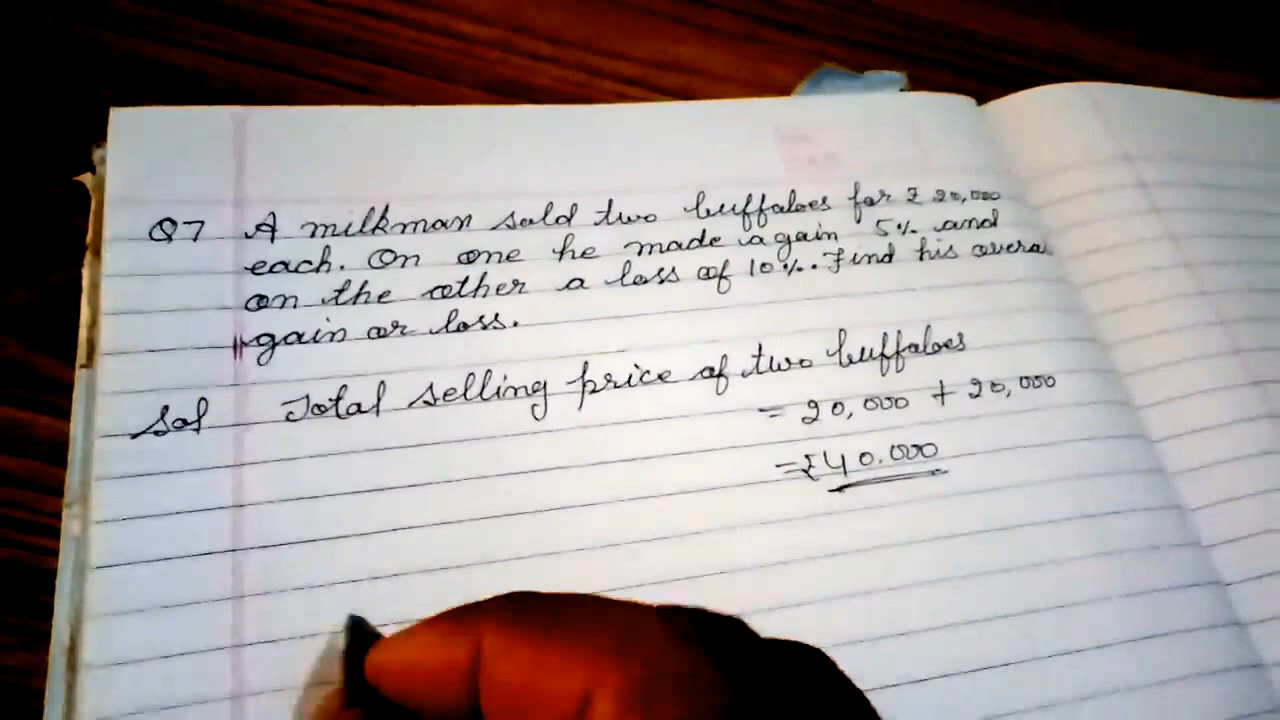 Q7 A milkman sold two buffaloes for ₹ 20,000
each. On one he made a gain 5% and
on the other a loss of 10%. Find his overa
gain or loss.
Sol Total selling price of two buffaloes
= 20,000 + 20,000
= ₹ 40.000